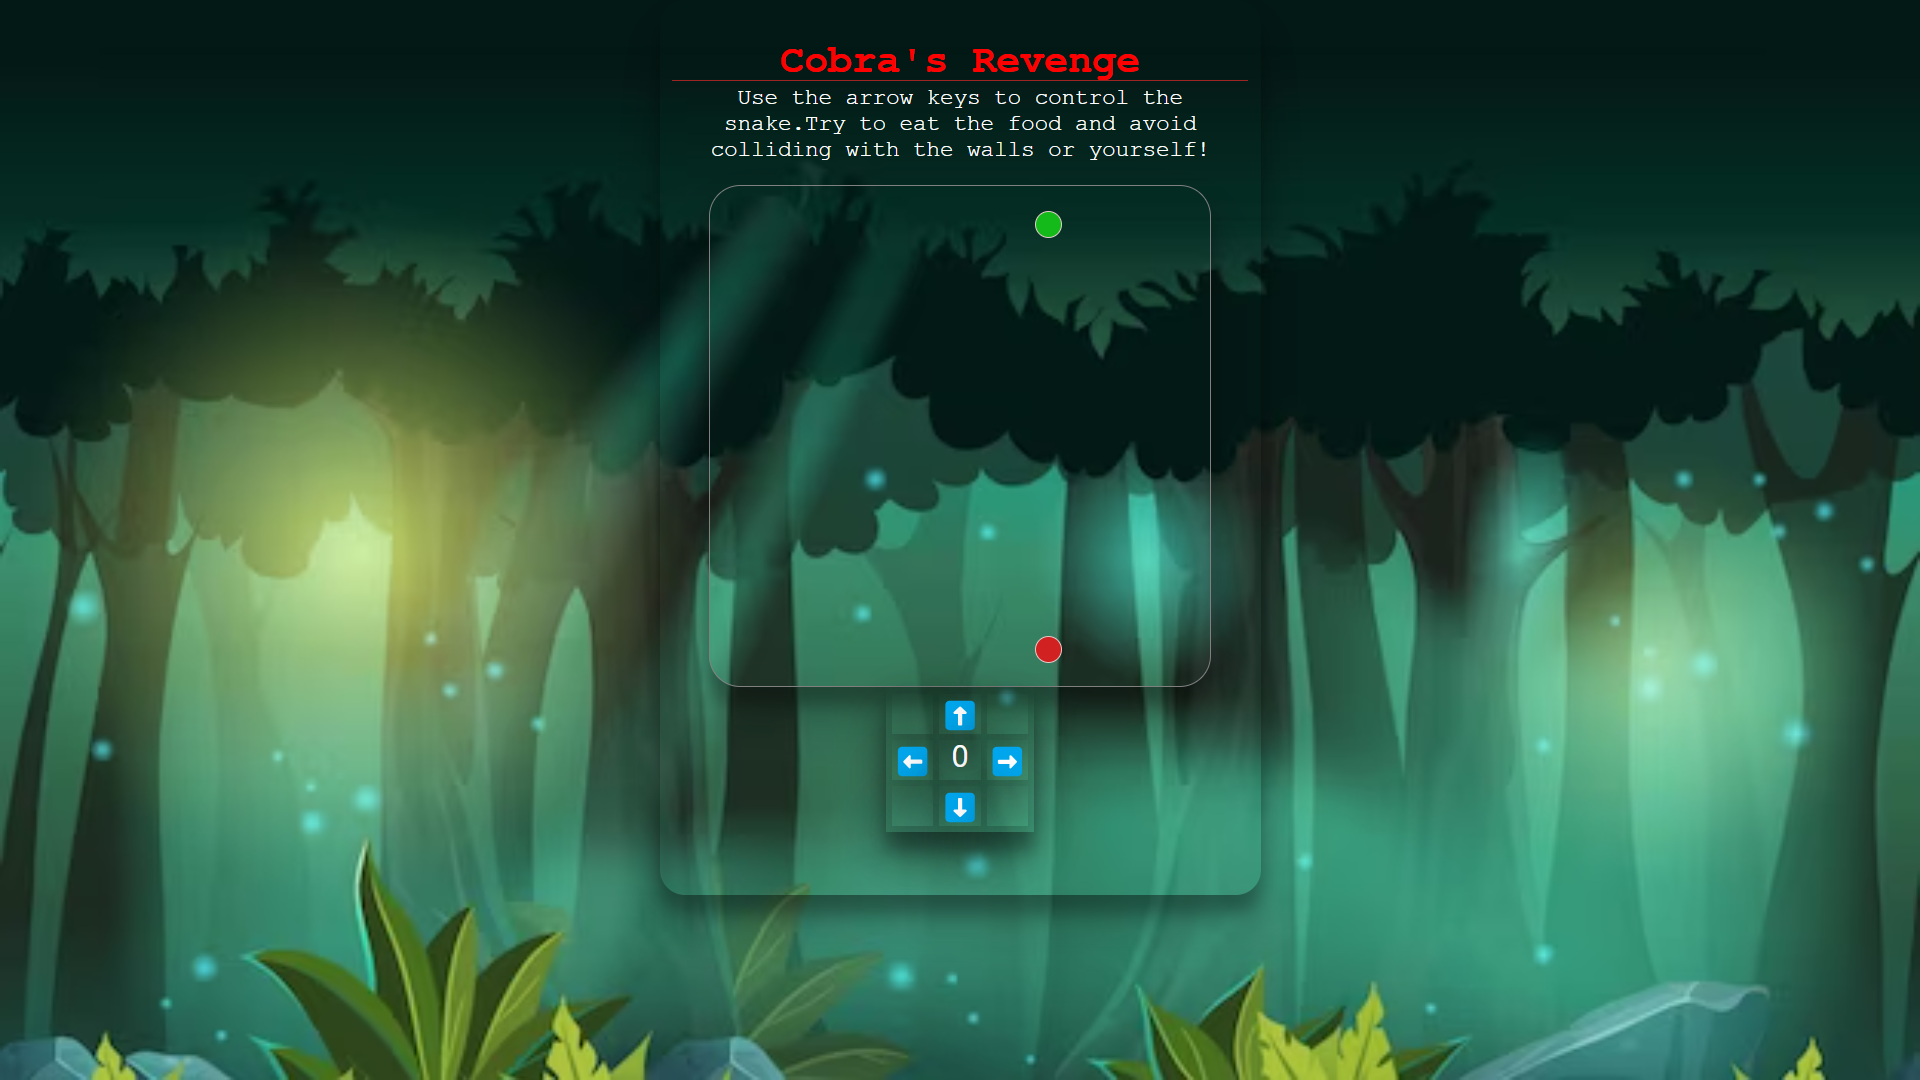 Cobra's Revenge
Use the arrow keys to control the
snake.Try to eat the food and avoid
colliding with the walls or yourself!
⬆
⬅ 0 ➡
⬇